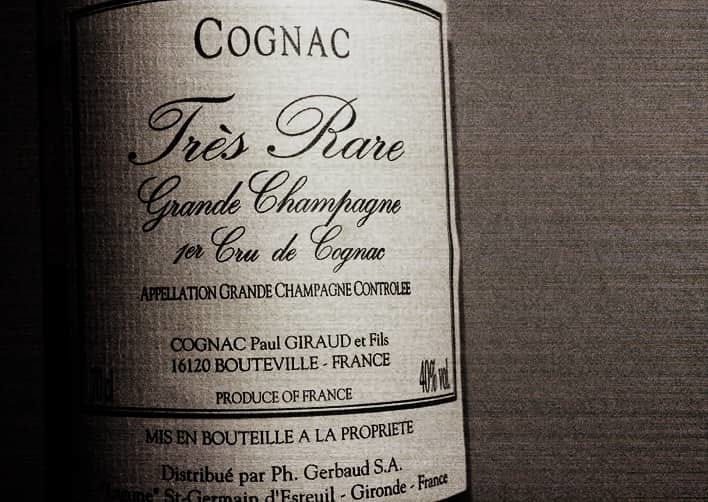 COGNAC
Très Rare
Grande Champagne
1er Cru de Cognac
APPELLATION GRANDE CHAMPAGNE CONTROLEE
COGNAC Paul GIRAUD et Fils
16120 BOUTEVILLE - FRANCE
40% vol.
PRODUCE OF FRANCE
MIS EN BOUTEILLE A LA PROPRIETE
Distribué par Ph. Gerbaud S.A.
St-Germain d'Esteuil - Gironde - France